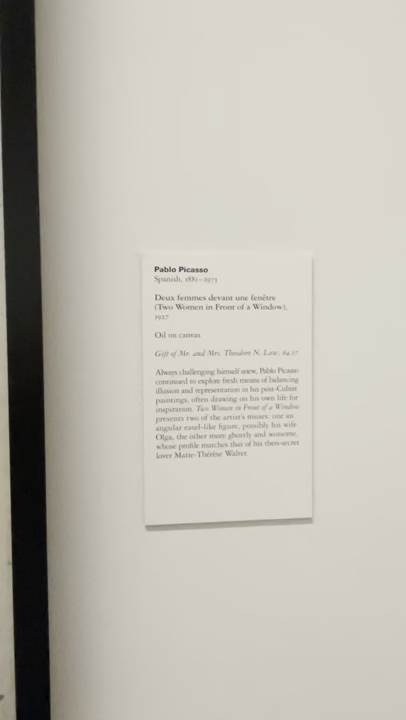 Pablo Picasso
Spanish, 1881–1973
Deux femmes devant une fenêtre
(Two Women in Front of a Window),
1927
Oil on canvas
Gift of Mr. and Mrs. Theodore N. Law, 64.17
Always challenging himself anew, Pablo Picasso
continued to explore fresh means of balancing
illusion and representation in his post-Cubist
paintings, often drawing on his own life for
inspiration. Two Women in Front of a Window
presents two of the artist's muses: one an
angular easel-like figure, possibly his wife
Olga, the other more ghostly and winsome,
whose profile matches that of his then-secret
lover Marie-Thérèse Walter.